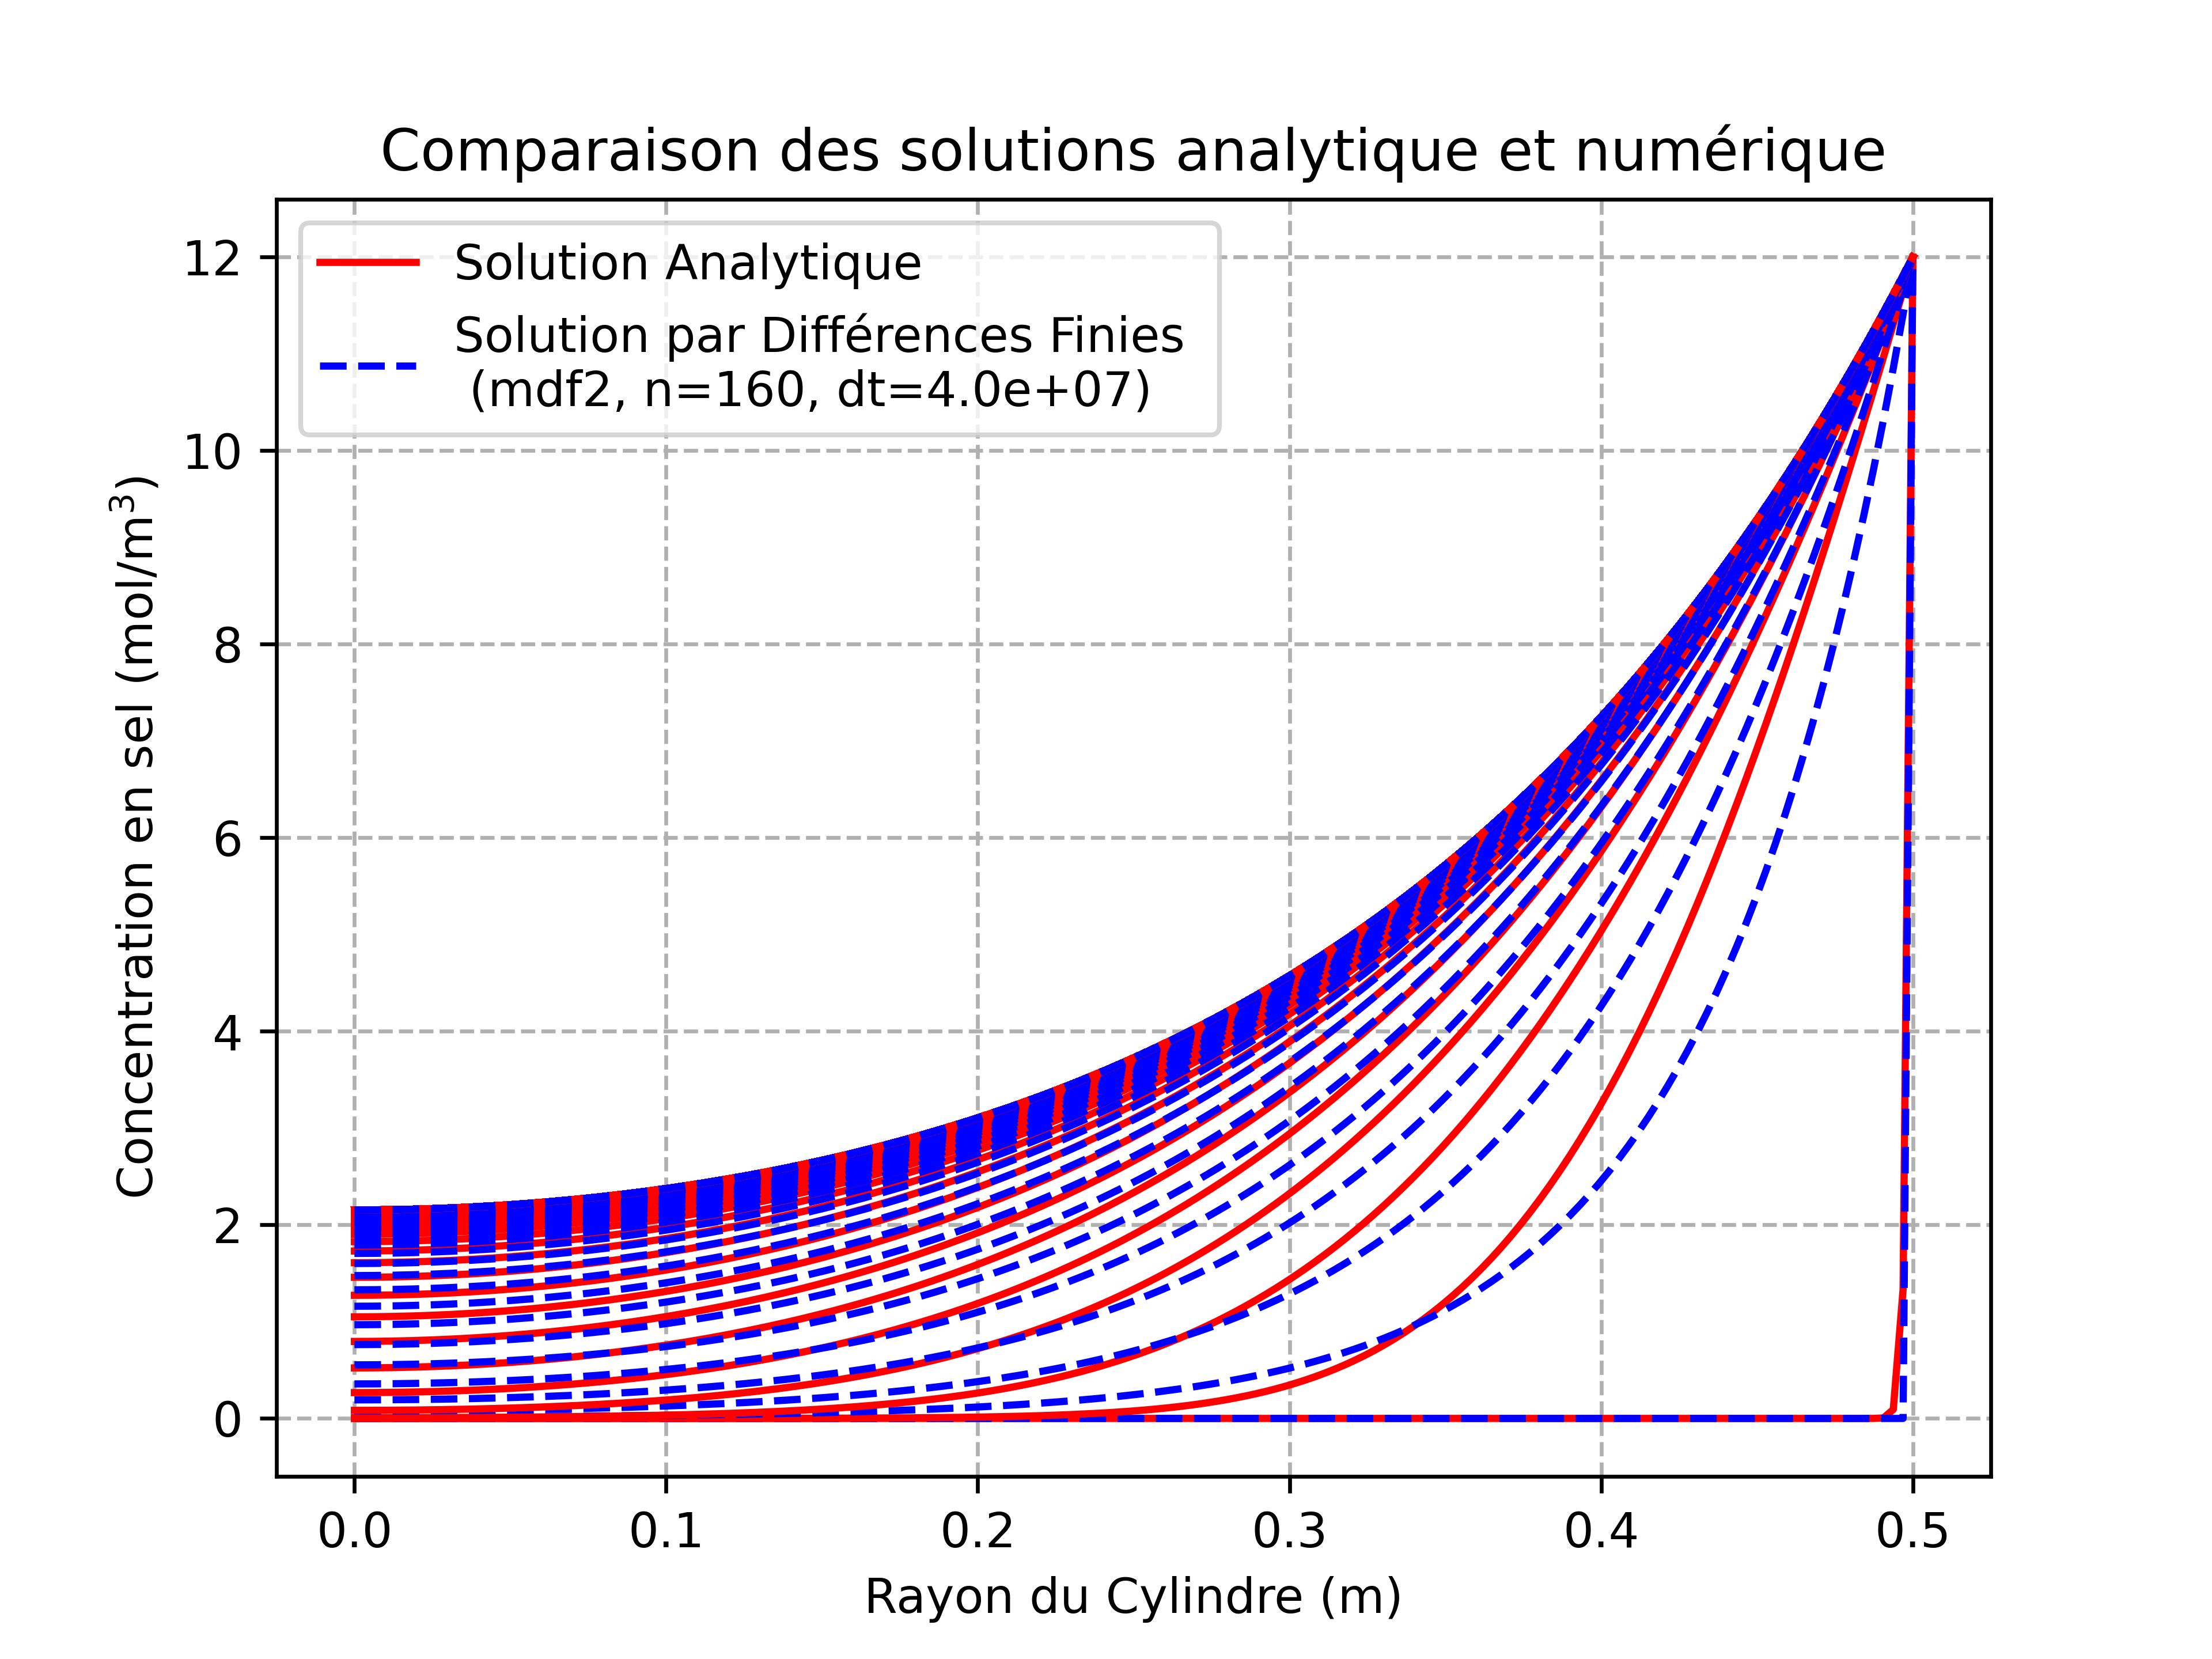 Comparaison des solutions analytique et numérique
Solution Analytique
Solution par Différences Finies
(mdf2, n=160, dt=4.0e+07)
Concentration en sel (mol/m³)
12
10
8
6
4
2
0
0.0 0.1 0.2 0.3 0.4 0.5
Rayon du Cylindre (m)